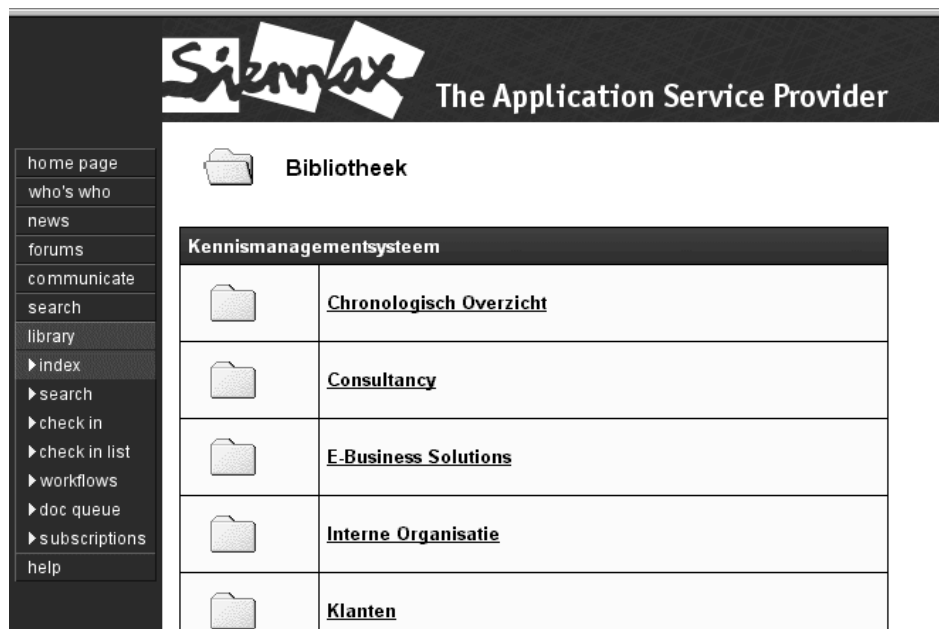 Siennax
The Application Service Provider
home page
who's who
news
forums
communicate
search
library
index
search
check in
check in list
workflows
doc queue
subscriptions
help
Bibliotheek
Kennismanagementsysteem
Chronologisch Overzicht
Consultancy
E-Business Solutions
Interne Organisatie
Klanten